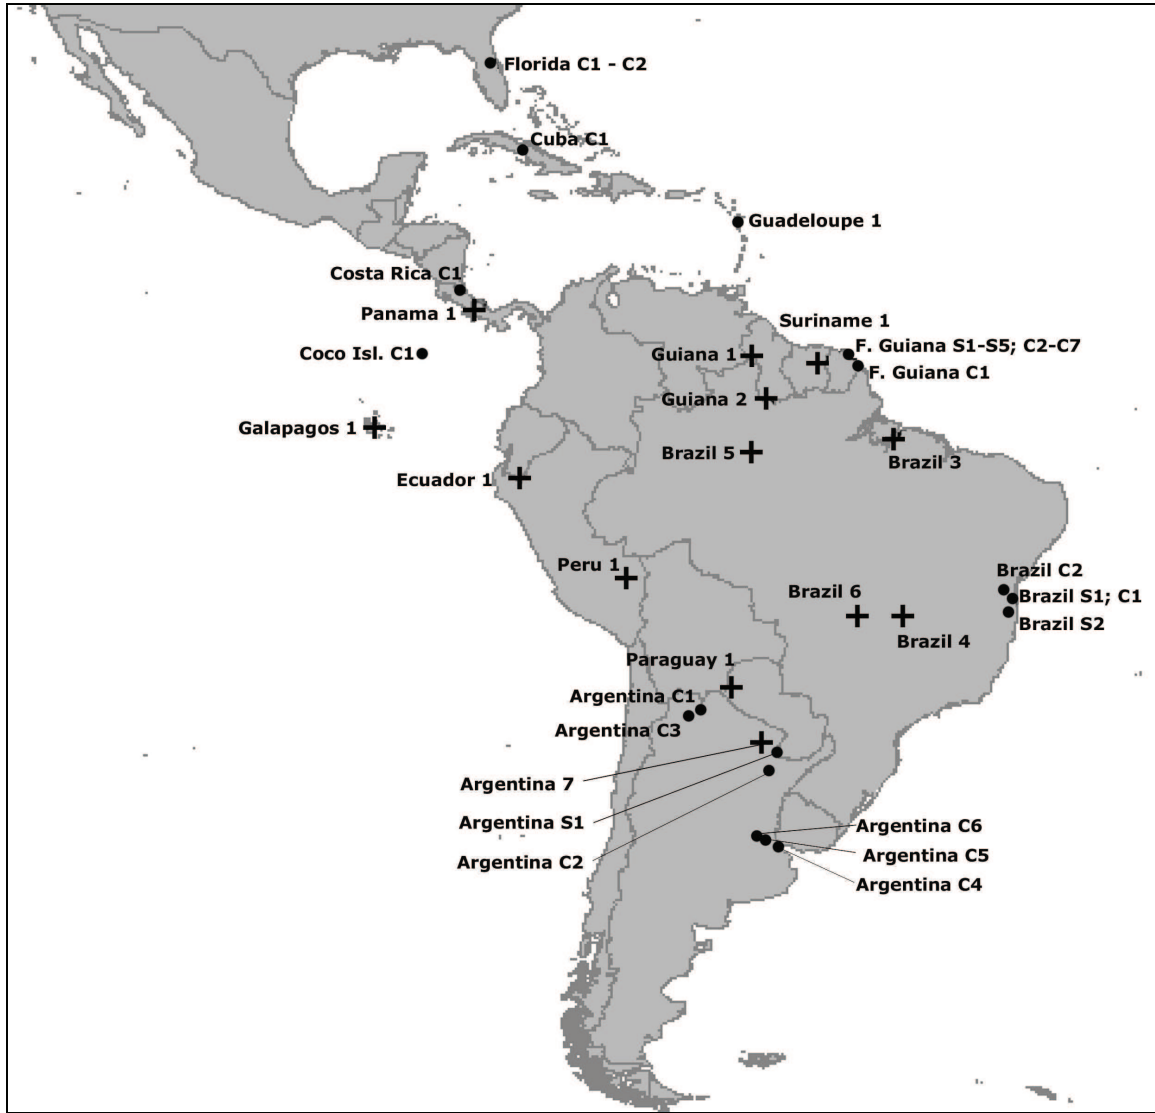 Florida C1 - C2
Cuba C1
Guadeloupe 1
Costa Rica C1
Panama 1
Suriname 1
Coco Isl. C1
Guiana 1
F. Guiana S1-S5; C2-C7
F. Guiana C1
Guiana 2
Galapagos 1
Brazil 5
Brazil 3
Ecuador 1
Peru 1
Brazil C2
Brazil 6
Brazil S1; C1
Brazil S2
Brazil 4
Paraguay 1
Argentina C1
Argentina C3
Argentina 7
Argentina S1
Argentina C6
Argentina C2
Argentina C5
Argentina C4